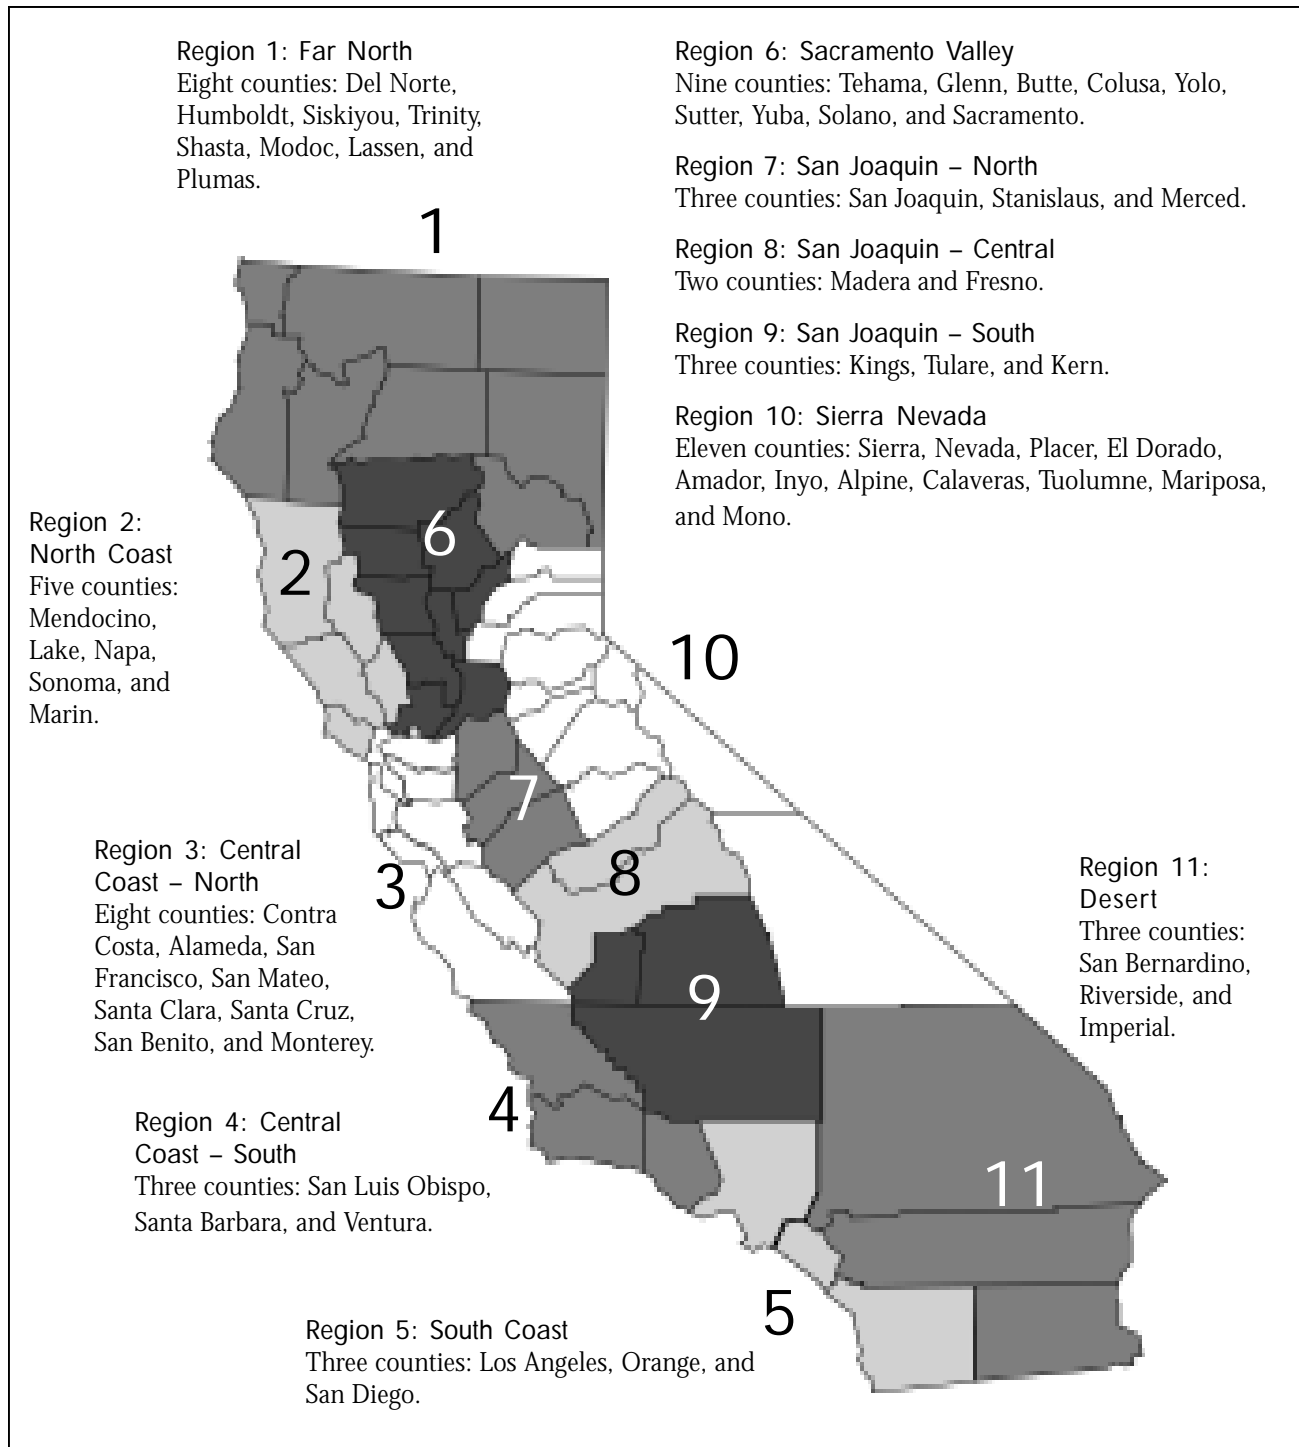 Region 1: Far North
Eight counties: Del Norte,
Humboldt, Siskiyou, Trinity,
Shasta, Modoc, Lassen, and
Plumas.
Region 6: Sacramento Valley
Nine counties: Tehama, Glenn, Butte, Colusa, Yolo,
Sutter, Yuba, Solano, and Sacramento.
Region 7: San Joaquin – North
Three counties: San Joaquin, Stanislaus, and Merced.
Region 8: San Joaquin – Central
Two counties: Madera and Fresno.
Region 9: San Joaquin – South
Three counties: Kings, Tulare, and Kern.
Region 10: Sierra Nevada
Eleven counties: Sierra, Nevada, Placer, El Dorado,
Amador, Inyo, Alpine, Calaveras, Tuolumne, Mariposa,
and Mono.
1
6
2
10
7
8
3
9
4
11
5
Region 2:
North Coast
Five counties:
Mendocino,
Lake, Napa,
Sonoma, and
Marin.
Region 3: Central
Coast – North
Eight counties: Contra
Costa, Alameda, San
Francisco, San Mateo,
Santa Clara, Santa Cruz,
San Benito, and Monterey.
Region 11:
Desert
Three counties:
San Bernardino,
Riverside, and
Imperial.
Region 4: Central
Coast – South
Three counties: San Luis Obispo,
Santa Barbara, and Ventura.
Region 5: South Coast
Three counties: Los Angeles, Orange, and
San Diego.